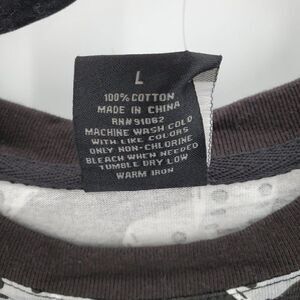 L
100% COTTON
MADE IN CHINA
RN#91062
MACHINE WASH COLD
WITH LIKE COLORS
ONLY NON-CHLORINE
BLEACH WHEN NEEDED
TUMBLE DRY LOW
WARM IRON